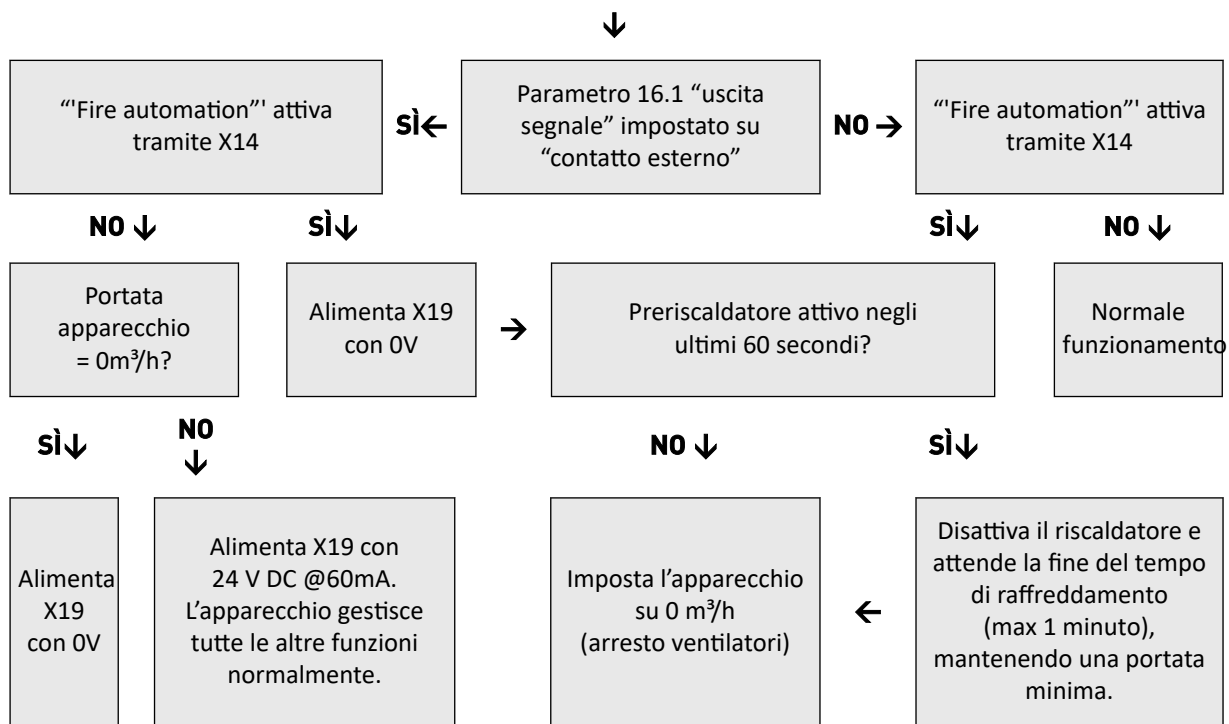 ↓
“'Fire automation”' attiva
tramite X14
SÌ←
Parametro 16.1 “uscita
segnale” impostato su
“contatto esterno”
NO →
“'Fire automation”' attiva
tramite X14
NO ↓
SÌ↓
SÌ↓
NO ↓
Portata
apparecchio
= 0m³/h?
Alimenta X19
con 0V
→
Preriscaldatore attivo negli
ultimi 60 secondi?
Normale
funzionamento
SÌ↓
NO
↓
NO ↓
SÌ↓
Alimenta
X19
con 0V
Alimenta X19 con
24 V DC @60mA.
L’apparecchio gestisce
tutte le altre funzioni
normalmente.
Imposta l’apparecchio
su 0 m³/h
(arresto ventilatori)
←
Disattiva il riscaldatore e
attende la fine del tempo
di raffreddamento
(max 1 minuto),
mantenendo una portata
minima.